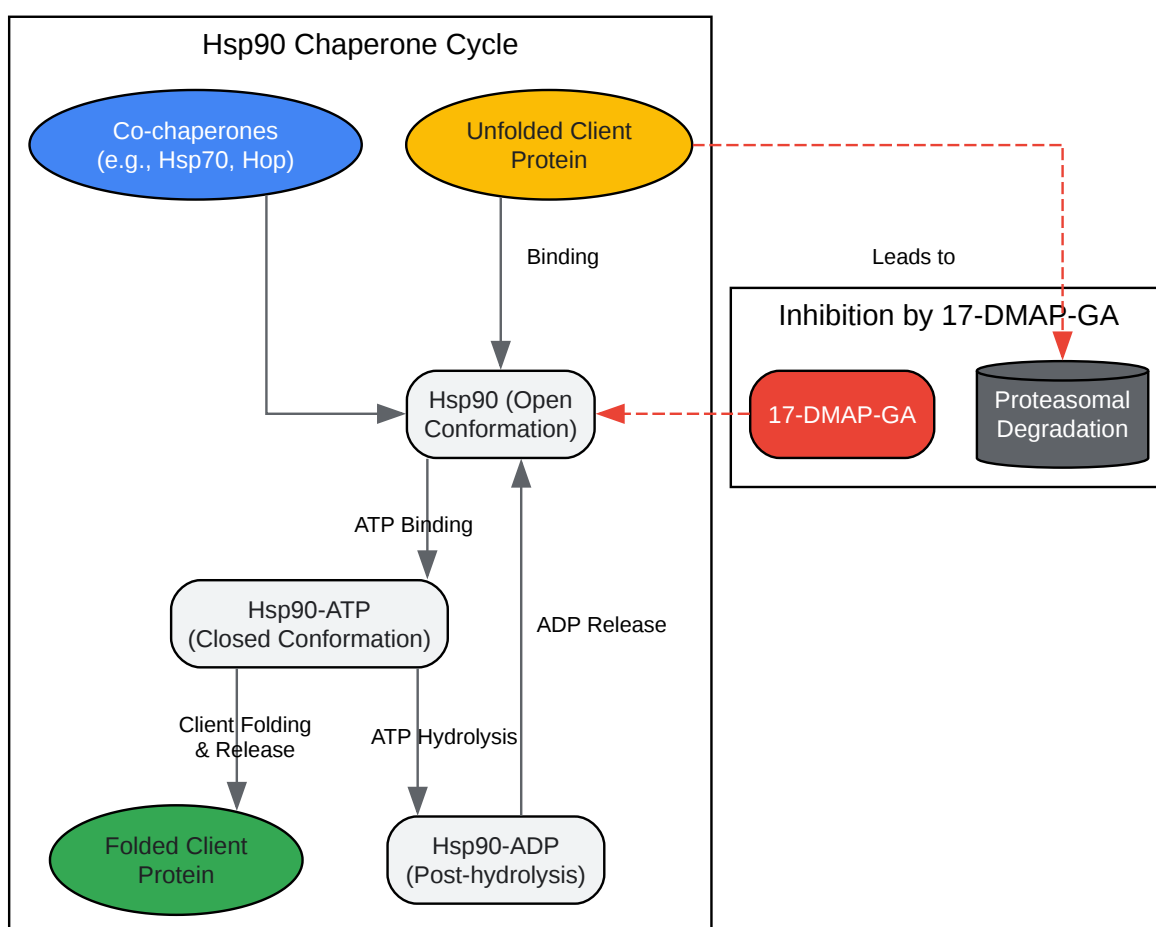 Hsp90 Chaperone Cycle
Co-chaperones
(e.g., Hsp70, Hop)
Unfolded Client
Protein
Binding
Leads to
Inhibition by 17-DMAP-GA
Hsp90 (Open
Conformation)
17-DMAP-GA
Proteasomal
Degradation
ATP Binding
Hsp90-ATP
(Closed Conformation)
ADP Release
Client Folding
& Release
ATP Hydrolysis
Folded Client
Protein
Hsp90-ADP
(Post-hydrolysis)